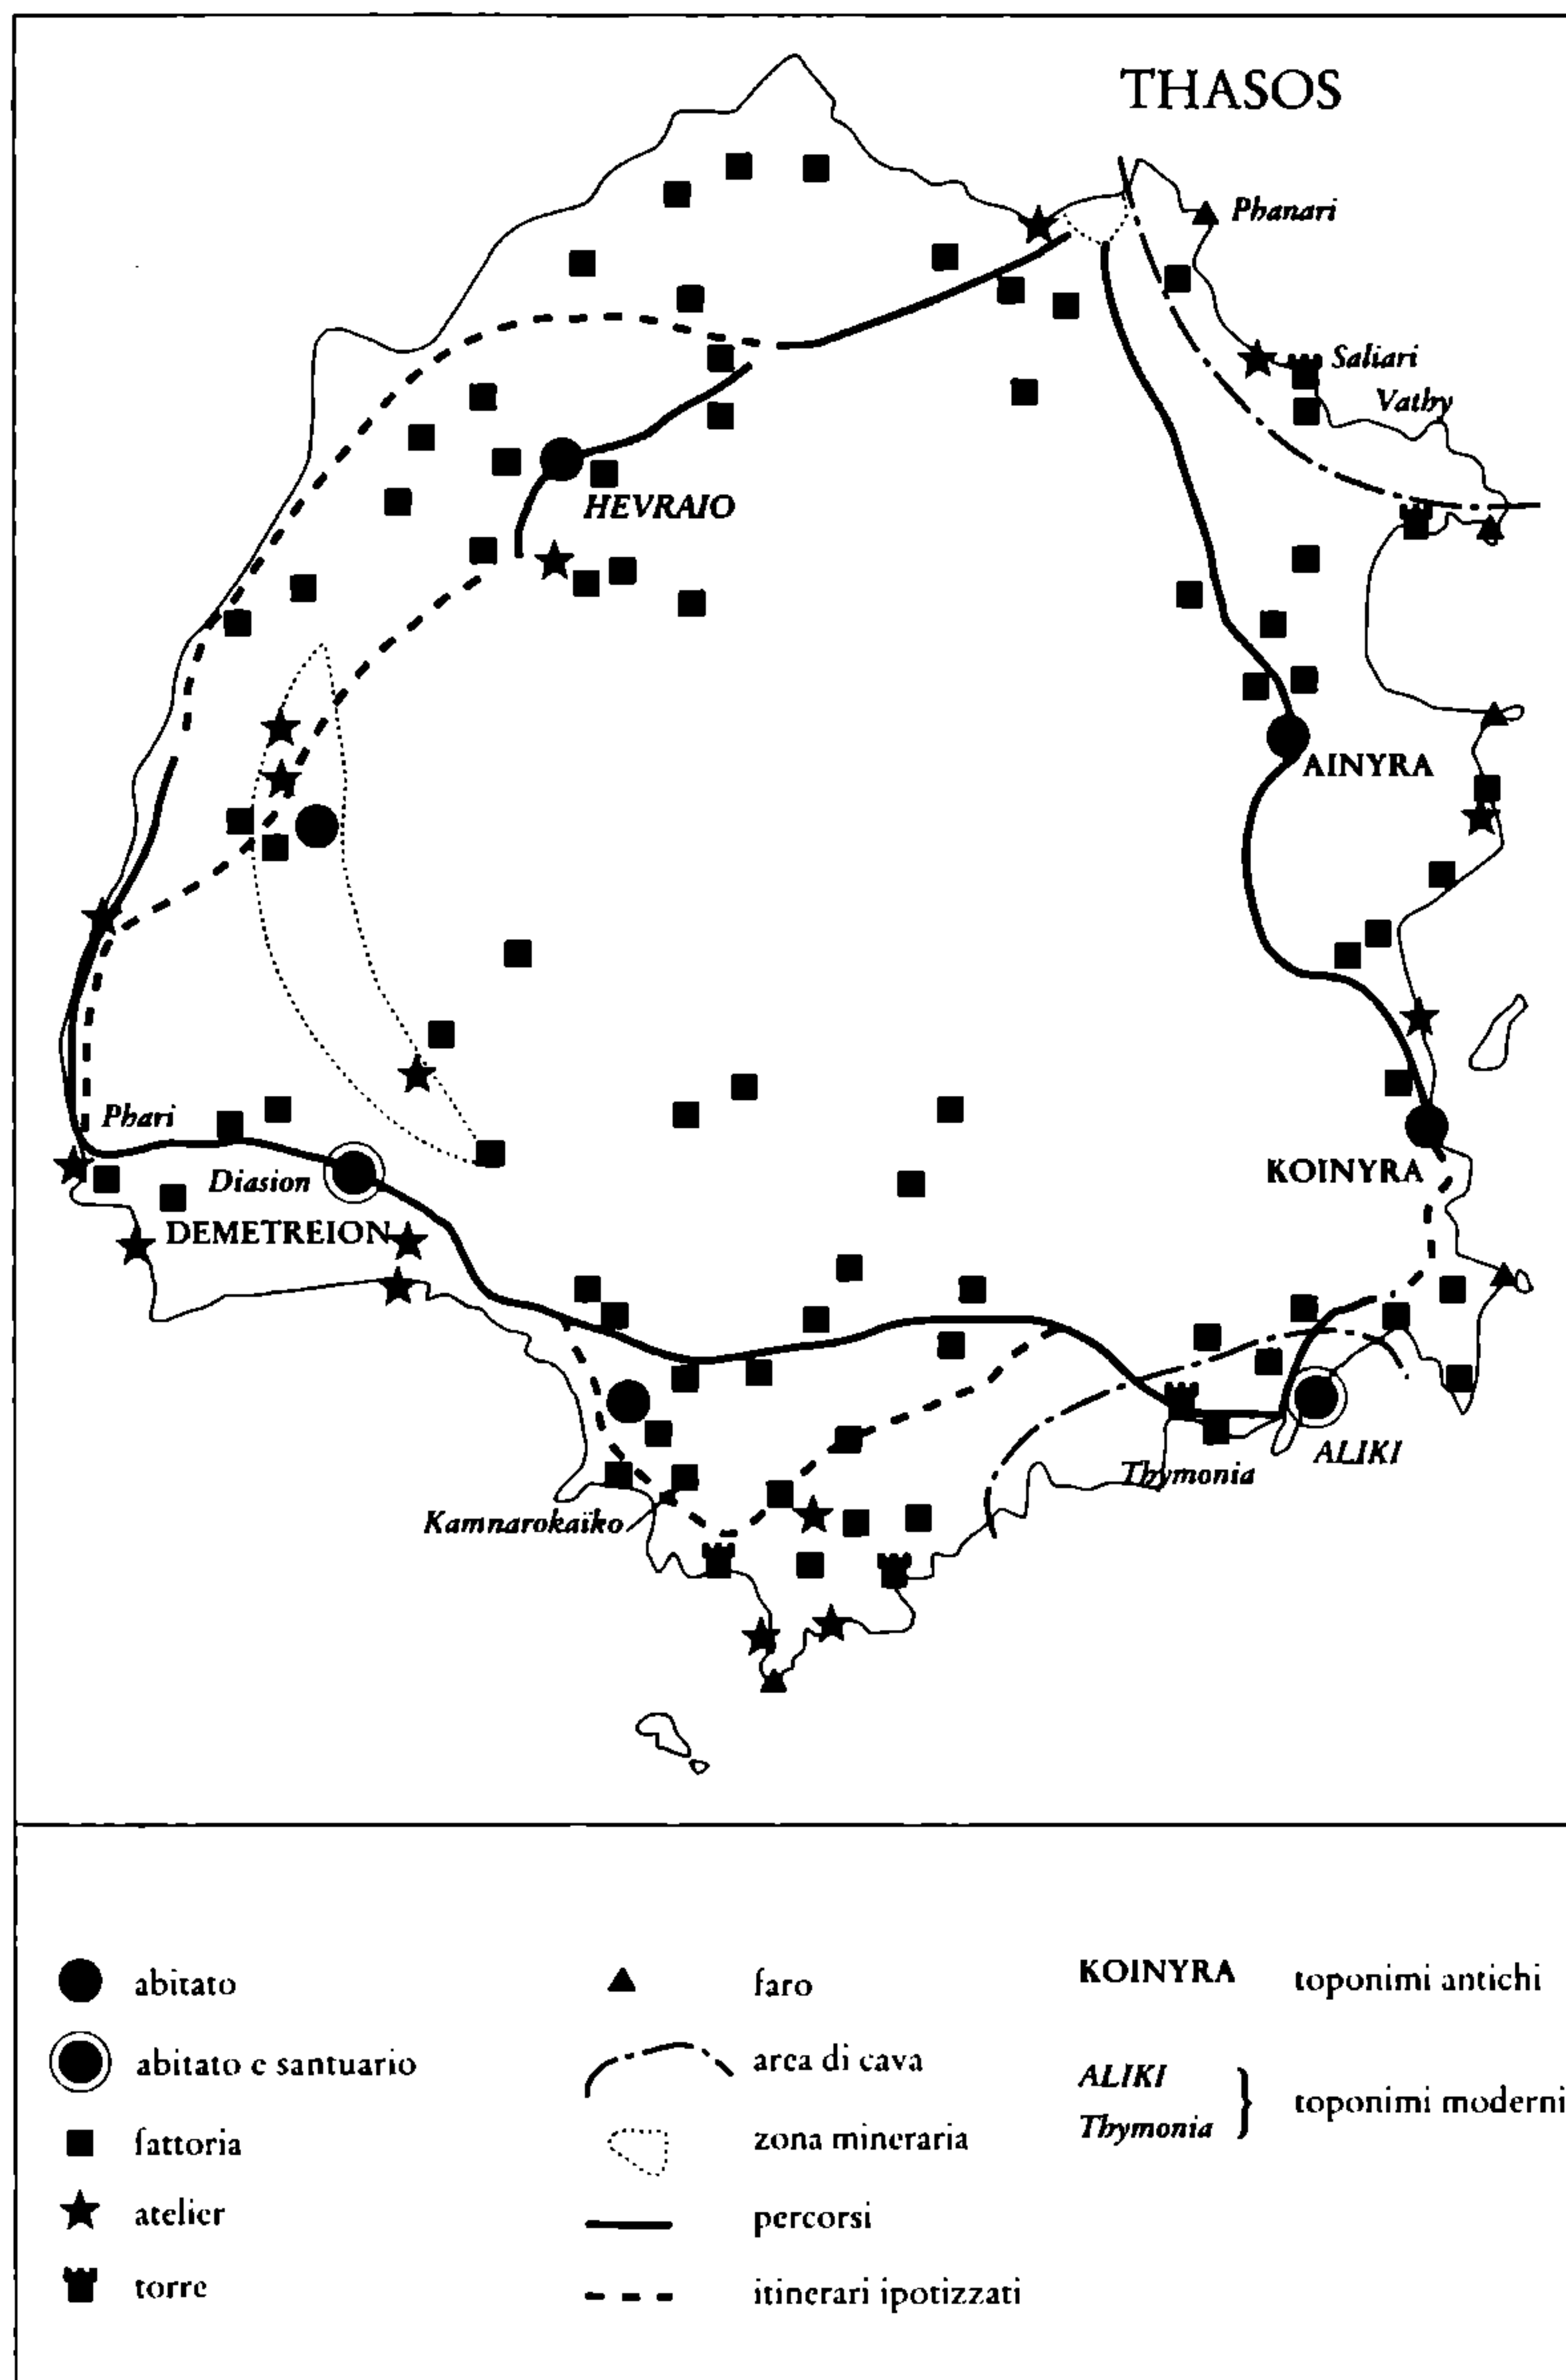 THASOS
Phanari
Saliari
Vathy
HEVRAIO
AINYRA
Phari
Diasion
DEMETREION
KOINYRA
ALIKI
Thymonia
Kamnarokaïko
abitato
abitato e santuario
fattoria
atelier
torre
faro
area di cava
zona mineraria
percorsi
itinerari ipotizzati
KOINYRA toponimi antichi
ALIKI
Thymonia
} toponimi moderni